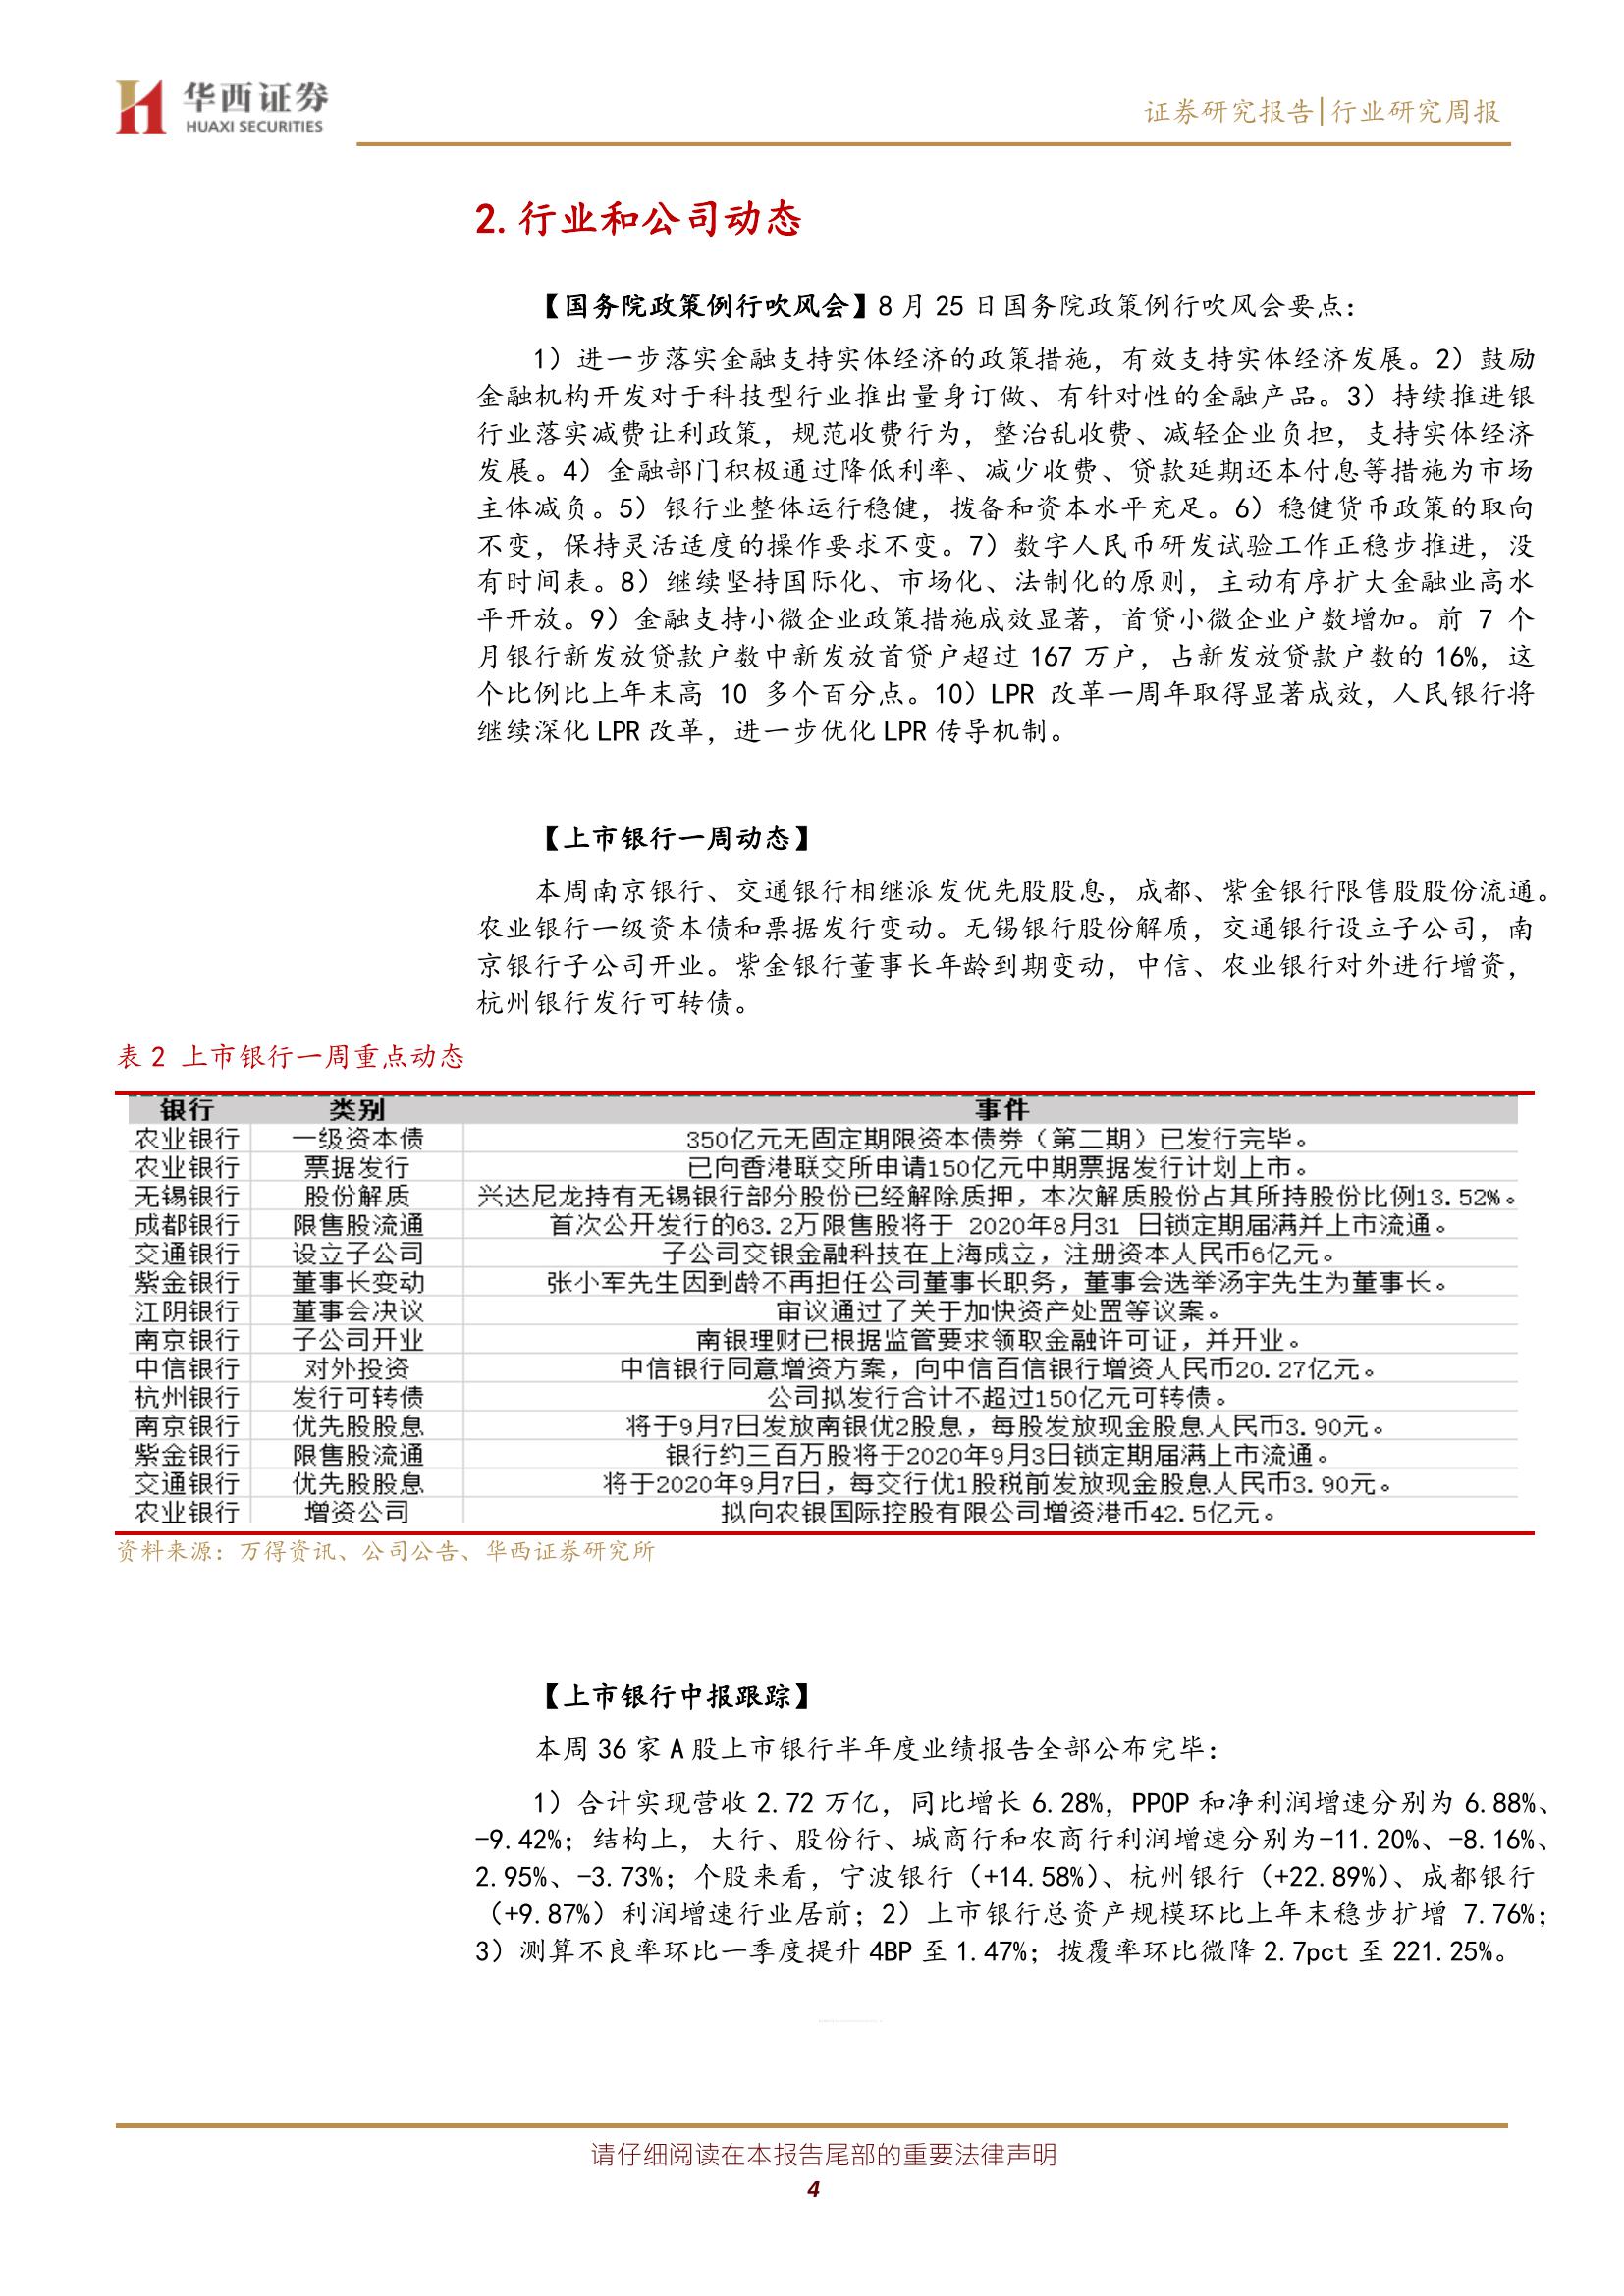 华西证券
HUAXI SECURITIES
证券研究报告|行业研究周报
2.行业和公司动态
【国务院政策例行吹风会】8 月 25 日国务院政策例行吹风会要点：
1）进一步落实金融支持实体经济的政策措施，有效支持实体经济发展。2）鼓励
金融机构开发对于科技型行业推出量身订做、有针对性的金融产品。3）持续推进银
行业落实减费让利政策，规范收费行为，整治乱收费、减轻企业负担，支持实体经济
发展。4）金融部门积极通过降低利率、减少收费、贷款延期还本付息等措施为市场
主体减负。5）银行业整体运行稳健，拨备和资本水平充足。6）稳健货币政策的取向
不变，保持灵活适度的操作要求不变。7）数字人民币研发试验工作正稳步推进，没
有时间表。8）继续坚持国际化、市场化、法制化的原则，主动有序扩大金融业高水
平开放。9）金融支持小微企业政策措施成效显著，首贷小微企业户数增加。前 7 个
月银行新发放贷款户数中新发放首贷户超过 167 万户，占新发放贷款户数的 16%，这
个比例比上年末高 10 多个百分点。10）LPR 改革一周年取得显著成效，人民银行将
继续深化 LPR 改革，进一步优化 LPR 传导机制。
【上市银行一周动态】
本周南京银行、交通银行相继派发优先股股息，成都、紫金银行限售股股份流通。
农业银行一级资本债和票据发行变动。无锡银行股份解质，交通银行设立子公司，南
京银行子公司开业。紫金银行董事长年龄到期变动，中信、农业银行对外进行增资，
杭州银行发行可转债。
表 2 上市银行一周重点动态
银行 类别 事件
农业银行 一级资本债 350亿元无固定期限资本债券（第二期）已发行完毕。
农业银行 票据发行 已向香港联交所申请150亿元中期票据发行计划上市。
无锡银行 股份解质 兴达尼龙持有无锡银行部分股份已经解除质押，本次解质股份占其所持股份比例13.52%。
成都银行 限售股流通 首次公开发行的63.2万限售股将于 2020年8月31 日锁定期届满并上市流通。
交通银行 设立子公司 子公司交银金融科技在上海成立，注册资本人民币6亿元。
紫金银行 董事长变动 张小军先生因到龄不再担任公司董事长职务，董事会选举汤宇先生为董事长。
江阴银行 董事会决议 审议通过了关于加快资产处置等议案。
南京银行 子公司开业 南银理财已根据监管要求领取金融许可证，并开业。
中信银行 对外投资 中信银行同意增资方案，向中信百信银行增资人民币20.27亿元。
杭州银行 发行可转债 公司拟发行合计不超过150亿元可转债。
南京银行 优先股股息 将于9月7日发放南银优2股息，每股发放现金股息人民币3.90元。
紫金银行 限售股流通 银行约三百万股将于2020年9月3日锁定期届满上市流通。
交通银行 优先股股息 将于2020年9月7日，每交行优1股税前发放现金股息人民币3.90元。
农业银行 增资公司 拟向农银国际控股有限公司增资港币42.5亿元。
资料来源：万得资讯、公司公告、华西证券研究所
【上市银行中报跟踪】
本周 36 家 A 股上市银行半年度业绩报告全部公布完毕：
1）合计实现营收 2.72 万亿，同比增长 6.28%，PPOP 和净利润增速分别为 6.88%、
-9.42%；结构上，大行、股份行、城商行和农商行利润增速分别为-11.20%、-8.16%、
2.95%、-3.73%；个股来看，宁波银行（+14.58%）、杭州银行（+22.89%）、成都银行
（+9.87%）利润增速行业居前；2）上市银行总资产规模环比上年末稳步扩增 7.76%；
3）测算不良率环比一季度提升 4BP 至 1.47%；拨覆率环比微降 2.7pct 至 221.25%。
请仔细阅读在本报告尾部的重要法律声明
4